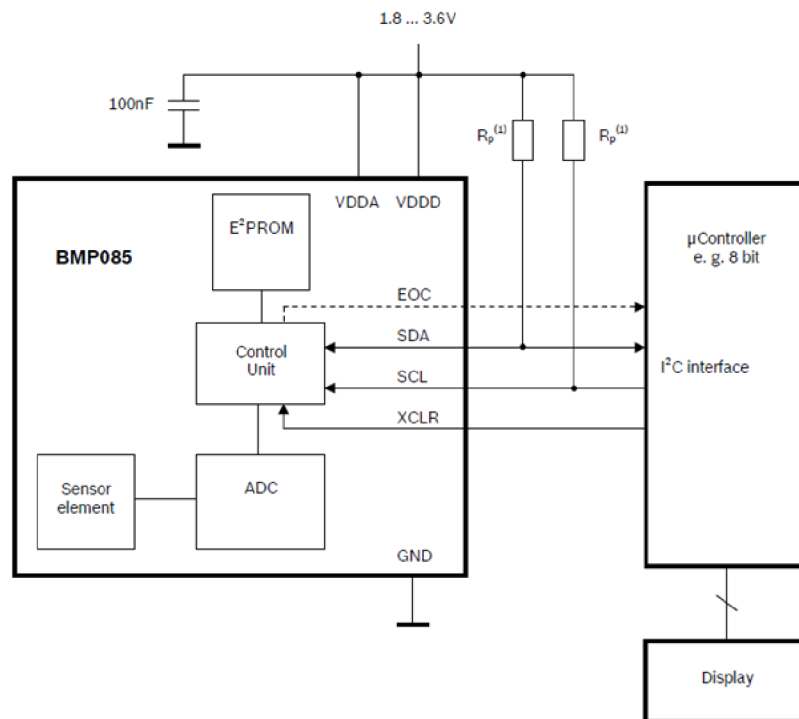 1.8 ... 3.6V
100nF
Rₚ⁽¹⁾
Rₚ⁽¹⁾
VDDA
VDDD
E²PROM
BMP085
µController
e. g. 8 bit
EOC
SDA
Control
Unit
I²C interface
SCL
XCLR
Sensor
element
ADC
GND
Display